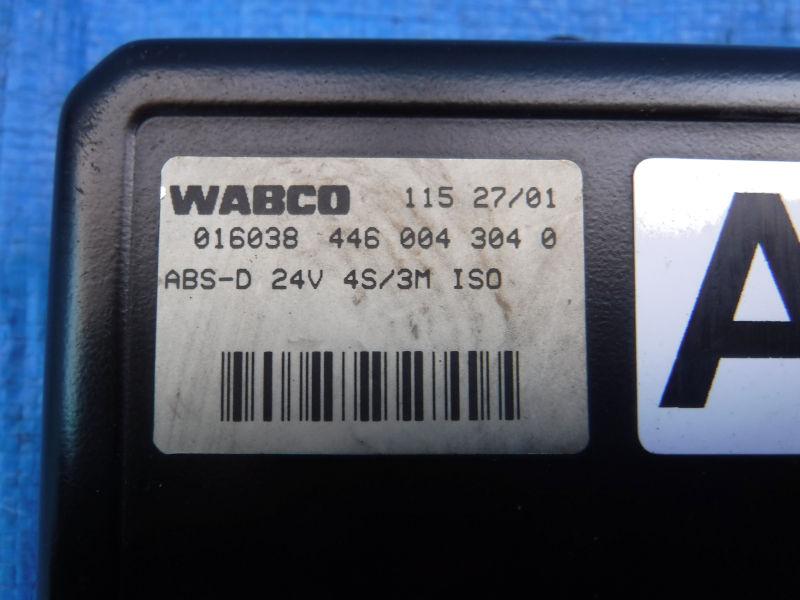 WABCO 115 27/01
016038 446 004 304 0
ABS-D 24V 4S/3M ISO
A